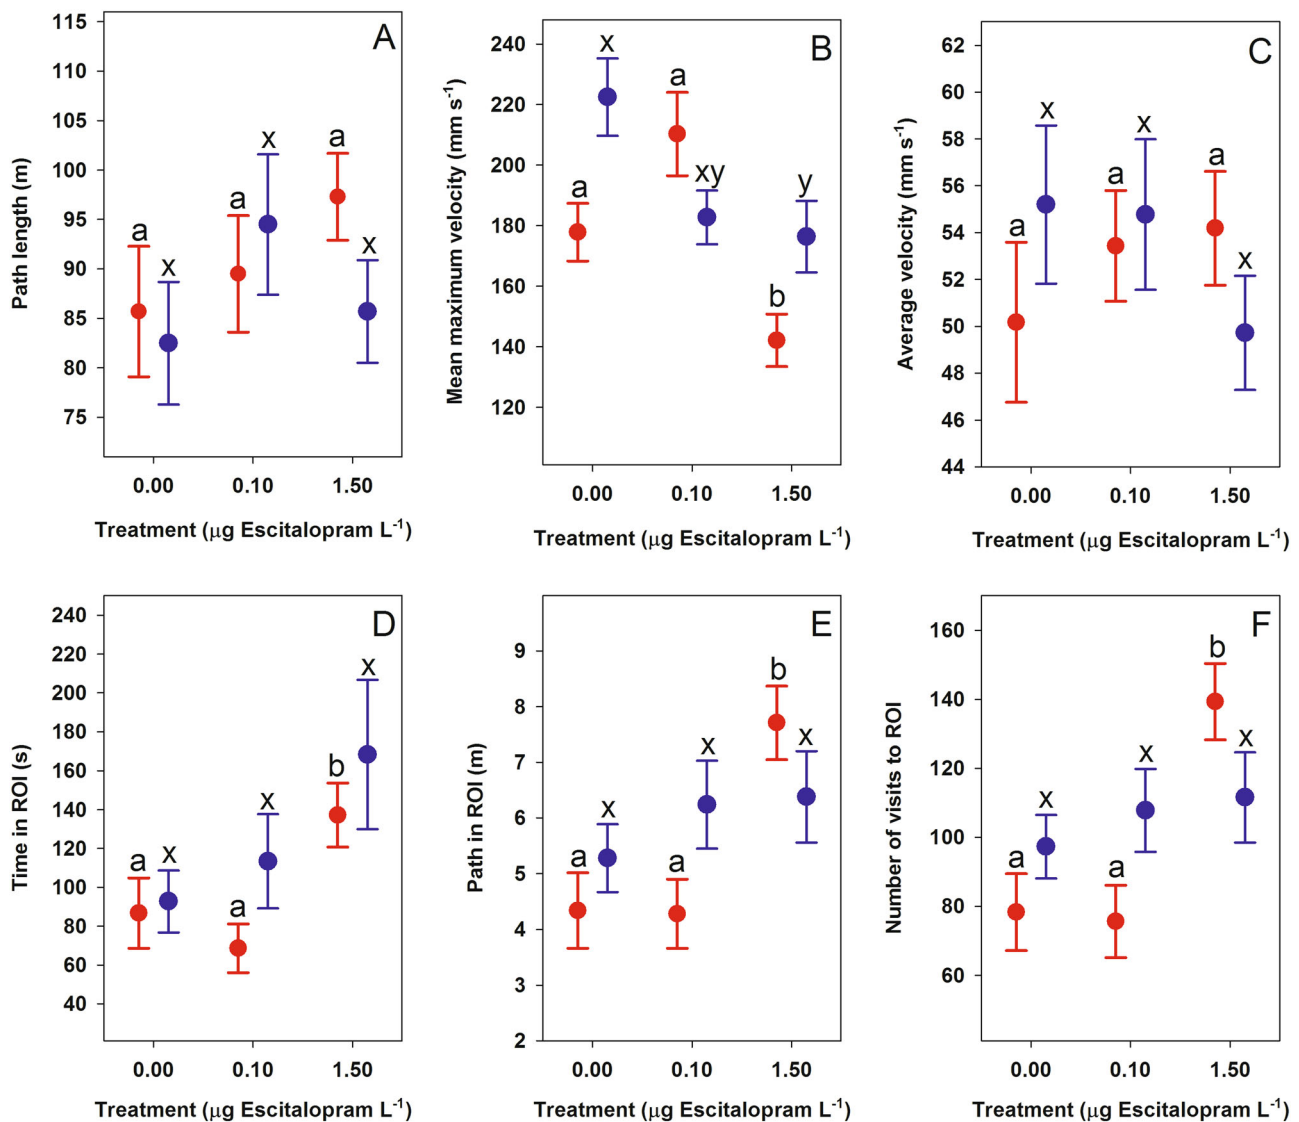 A
Path length (m)
115
110
105
100
95
90
85
80
75
a
x
a
x
a
x
0.00 0.10 1.50
Treatment (μg Escitalopram L-1)
B
Mean maximum velocity (mm s-1)
240
220
200
180
160
140
120
a
x
a
xy
b
y
0.00 0.10 1.50
Treatment (μg Escitalopram L-1)
C
Average velocity (mm s-1)
62
60
58
56
54
52
50
48
46
44
a
x
a
x
a
x
0.00 0.10 1.50
Treatment (μg Escitalopram L-1)
D
Time in ROI (s)
240
220
200
180
160
140
120
100
80
60
40
a
x
a
x
b
x
0.00 0.10 1.50
Treatment (μg Escitalopram L-1)
E
Path in ROI (m)
9
8
7
6
5
4
3
2
a
x
a
x
b
x
0.00 0.10 1.50
Treatment (μg Escitalopram L-1)
F
Number of visits to ROI
160
140
120
100
80
60
a
x
a
x
b
x
0.00 0.10 1.50
Treatment (μg Escitalopram L-1)